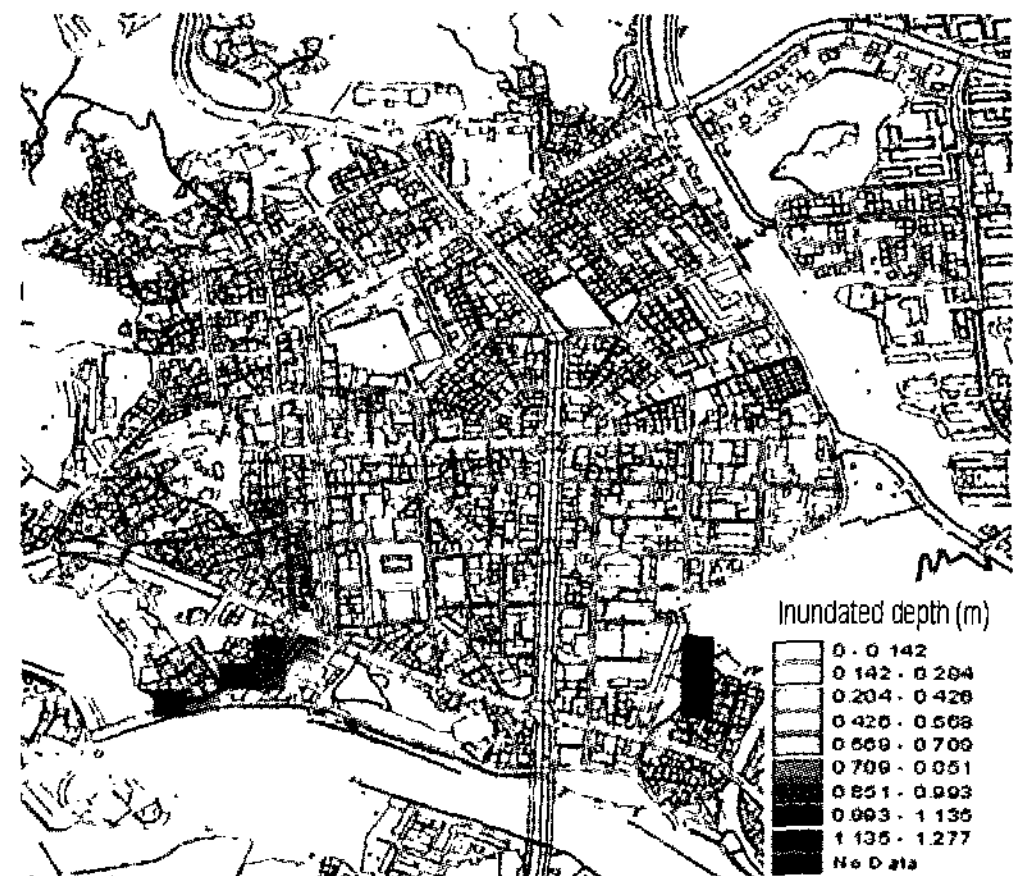 Inundated depth (m)
0 - 0 142
0 142 - 0 284
0.284 - 0.426
0 426 - 0 568
0 569 - 0 709
0 709 - 0 851
0 851 - 0.993
0.993 - 1 135
1 135 - 1 277
No Data